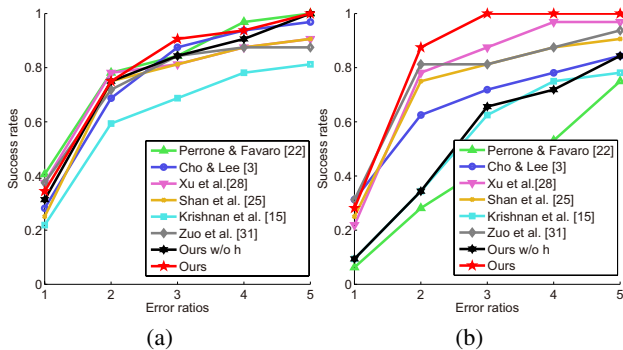 Success rates
1
0.8
0.6
0.4
0.2
0
1
2
3
4
5
Error ratios
Perrone & Favaro [22]
Cho & Lee [3]
Xu et al.[28]
Shan et al. [25]
Krishnan et al. [15]
Zuo et al. [31]
Ours w/o h
Ours
(a)
Success rates
1
0.8
0.6
0.4
0.2
0
1
2
3
4
5
Error ratios
Perrone & Favaro [22]
Cho & Lee [3]
Xu et al.[28]
Shan et al. [25]
Krishnan et al. [15]
Zuo et al. [31]
Ours w/o h
Ours
(b)